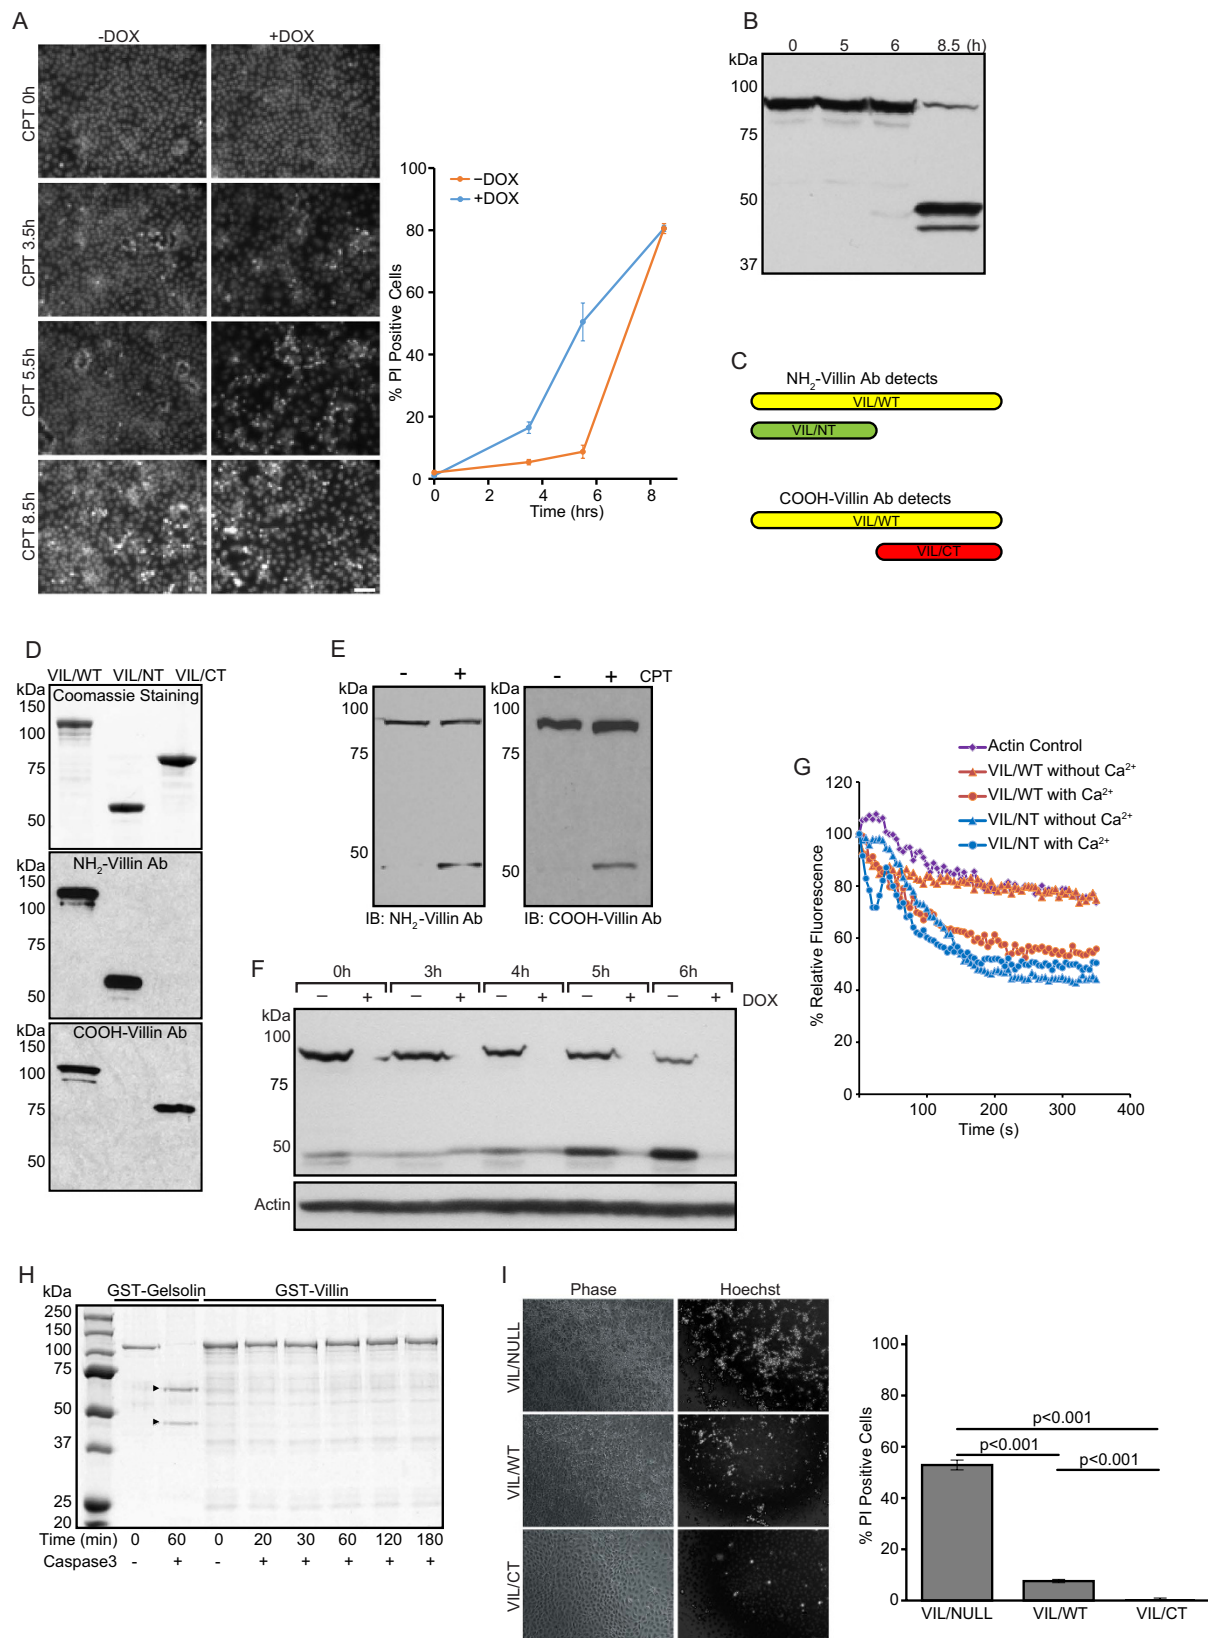 A
-DOX
+DOX
CPT 0h
CPT 3.5h
CPT 5.5h
CPT 8.5h
100
80
60
40
20
0
% PI Positive Cells
–DOX
+DOX
0 2 4 6 8
Time (hrs)
B
0 5 6 8.5 (h)
kDa
100
75
50
37
C
NH2-Villin Ab detects
VIL/WT
VIL/NT
COOH-Villin Ab detects
VIL/WT
VIL/CT
D
VIL/WT VIL/NT VIL/CT
kDa
Coomassie Staining
150
100
75
50
kDa
NH2-Villin Ab
150
100
75
50
kDa
COOH-Villin Ab
150
100
75
50
E
- + - + CPT
kDa
100
75
50
IB: NH2-Villin Ab
kDa
100
75
50
IB: COOH-Villin Ab
F
0h 3h 4h 5h 6h
– + – + – + – + – + DOX
kDa
100
75
50
Actin
G
Actin Control
VIL/WT without Ca2+
VIL/WT with Ca2+
VIL/NT without Ca2+
VIL/NT with Ca2+
120
100
80
60
40
20
0
% Relative Fluorescence
100 200 300 400
Time (s)
H
kDa
GST-Gelsolin GST-Villin
250
150
100
75
50
37
25
20
Time (min) 0 60 0 20 30 60 120 180
Caspase3 - + - + + + + +
I
Phase
Hoechst
VIL/NULL
VIL/WT
VIL/CT
100
80
60
40
20
0
% PI Positive Cells
p<0.001
p<0.001
p<0.001
VIL/NULL VIL/WT VIL/CT